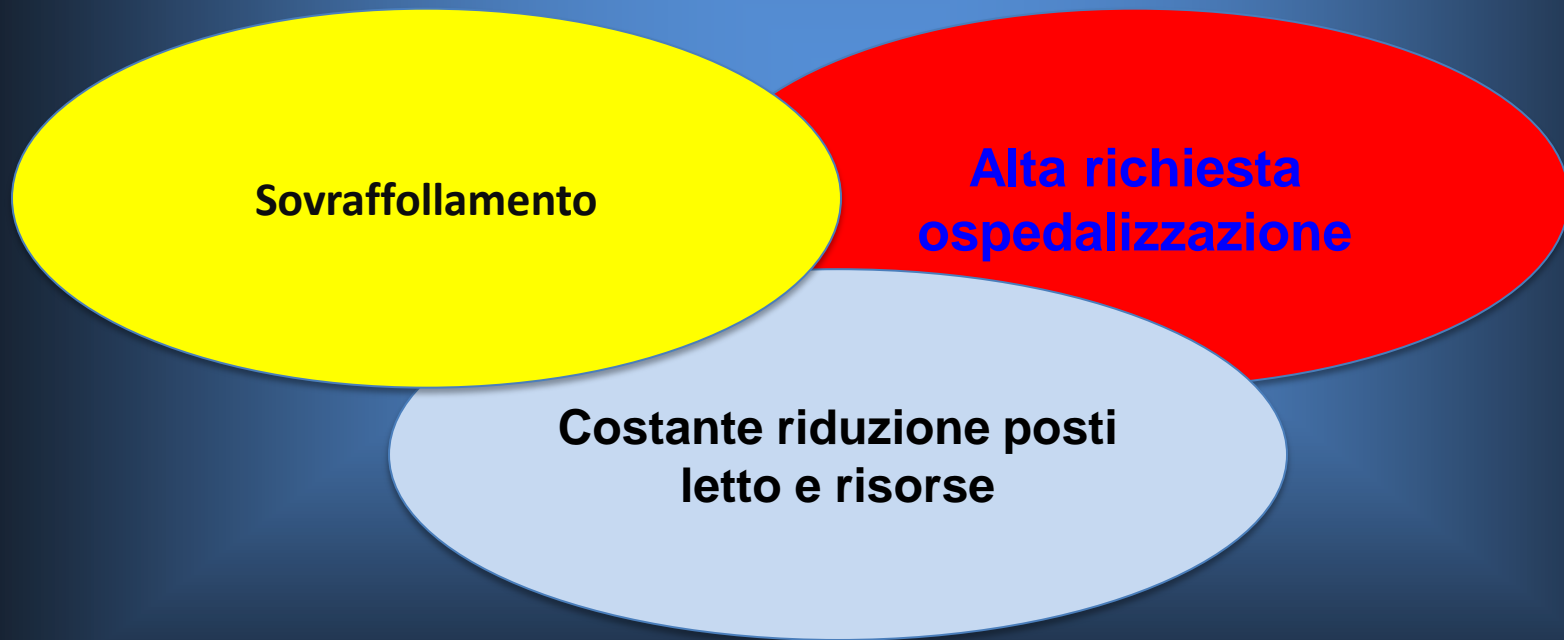 Sovraffollamento
Alta richiesta
ospedalizzazione
Costante riduzione posti
letto e risorse